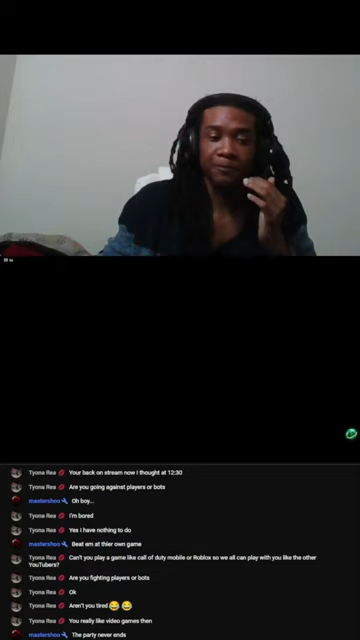 Tyona Rea Your back on stream now I thought at 12:30
Tyona Rea Are you going against players or bots
mastershoo Oh boy...
Tyona Rea I'm bored
Tyona Rea Yes I have nothing to do
mastershoo Beat em at thier own game
Tyona Rea Can't you play a game like call of duty mobile or Roblox so we all can play with you like the other
YouTubers?
Tyona Rea Are you fighting players or bots
Tyona Rea Ok
Tyona Rea Aren't you tired 😂 😂
Tyona Rea You really like video games then
mastershoo The party never ends